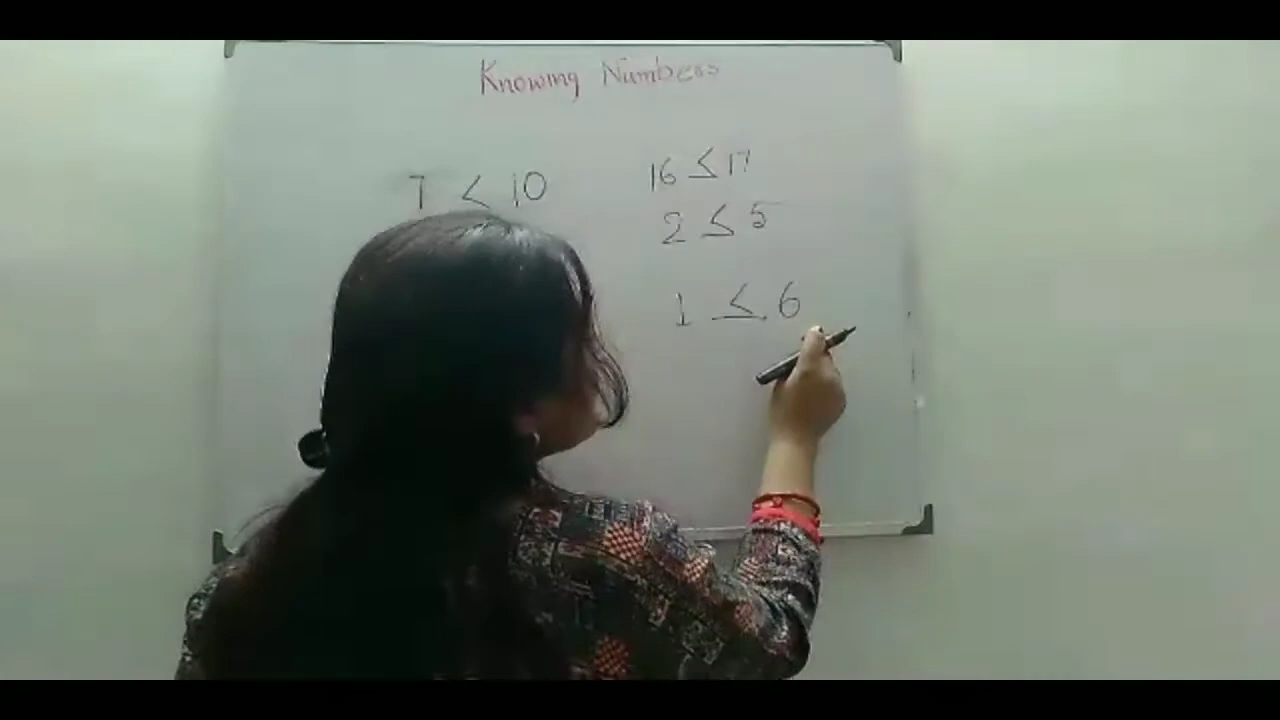 Knowing Numbers
7 < 10
16 ≤ 17
2 ≤ 5
1 ≤ 6